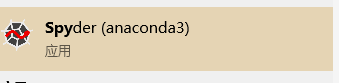 Spyder (anaconda3)
应用